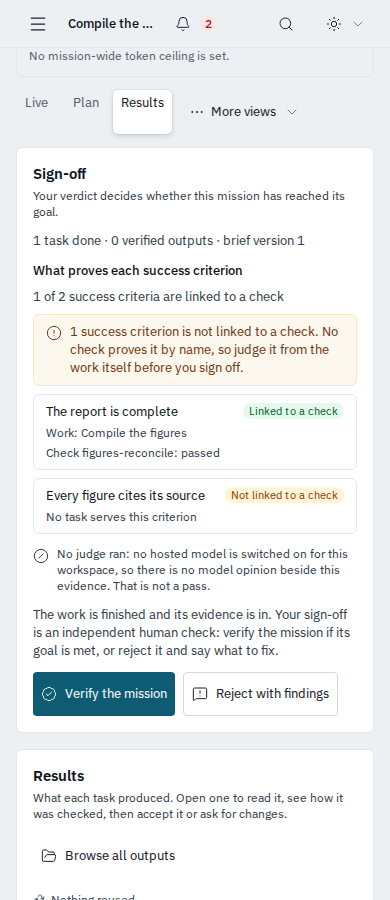 Compile the ...
2
No mission-wide token ceiling is set.
Live
Plan
Results
More views
Sign-off
Your verdict decides whether this mission has reached its
goal.
1 task done · 0 verified outputs · brief version 1
What proves each success criterion
1 of 2 success criteria are linked to a check
1 success criterion is not linked to a check. No
check proves it by name, so judge it from the
work itself before you sign off.
The report is complete
Linked to a check
Work: Compile the figures
Check figures-reconcile: passed
Every figure cites its source
Not linked to a check
No task serves this criterion
No judge ran: no hosted model is switched on for this
workspace, so there is no model opinion beside this
evidence. That is not a pass.
The work is finished and its evidence is in. Your sign-off
is an independent human check: verify the mission if its
goal is met, or reject it and say what to fix.
Verify the mission
Reject with findings
Results
What each task produced. Open one to read it, see how it
was checked, then accept it or ask for changes.
Browse all outputs
Nothing reused